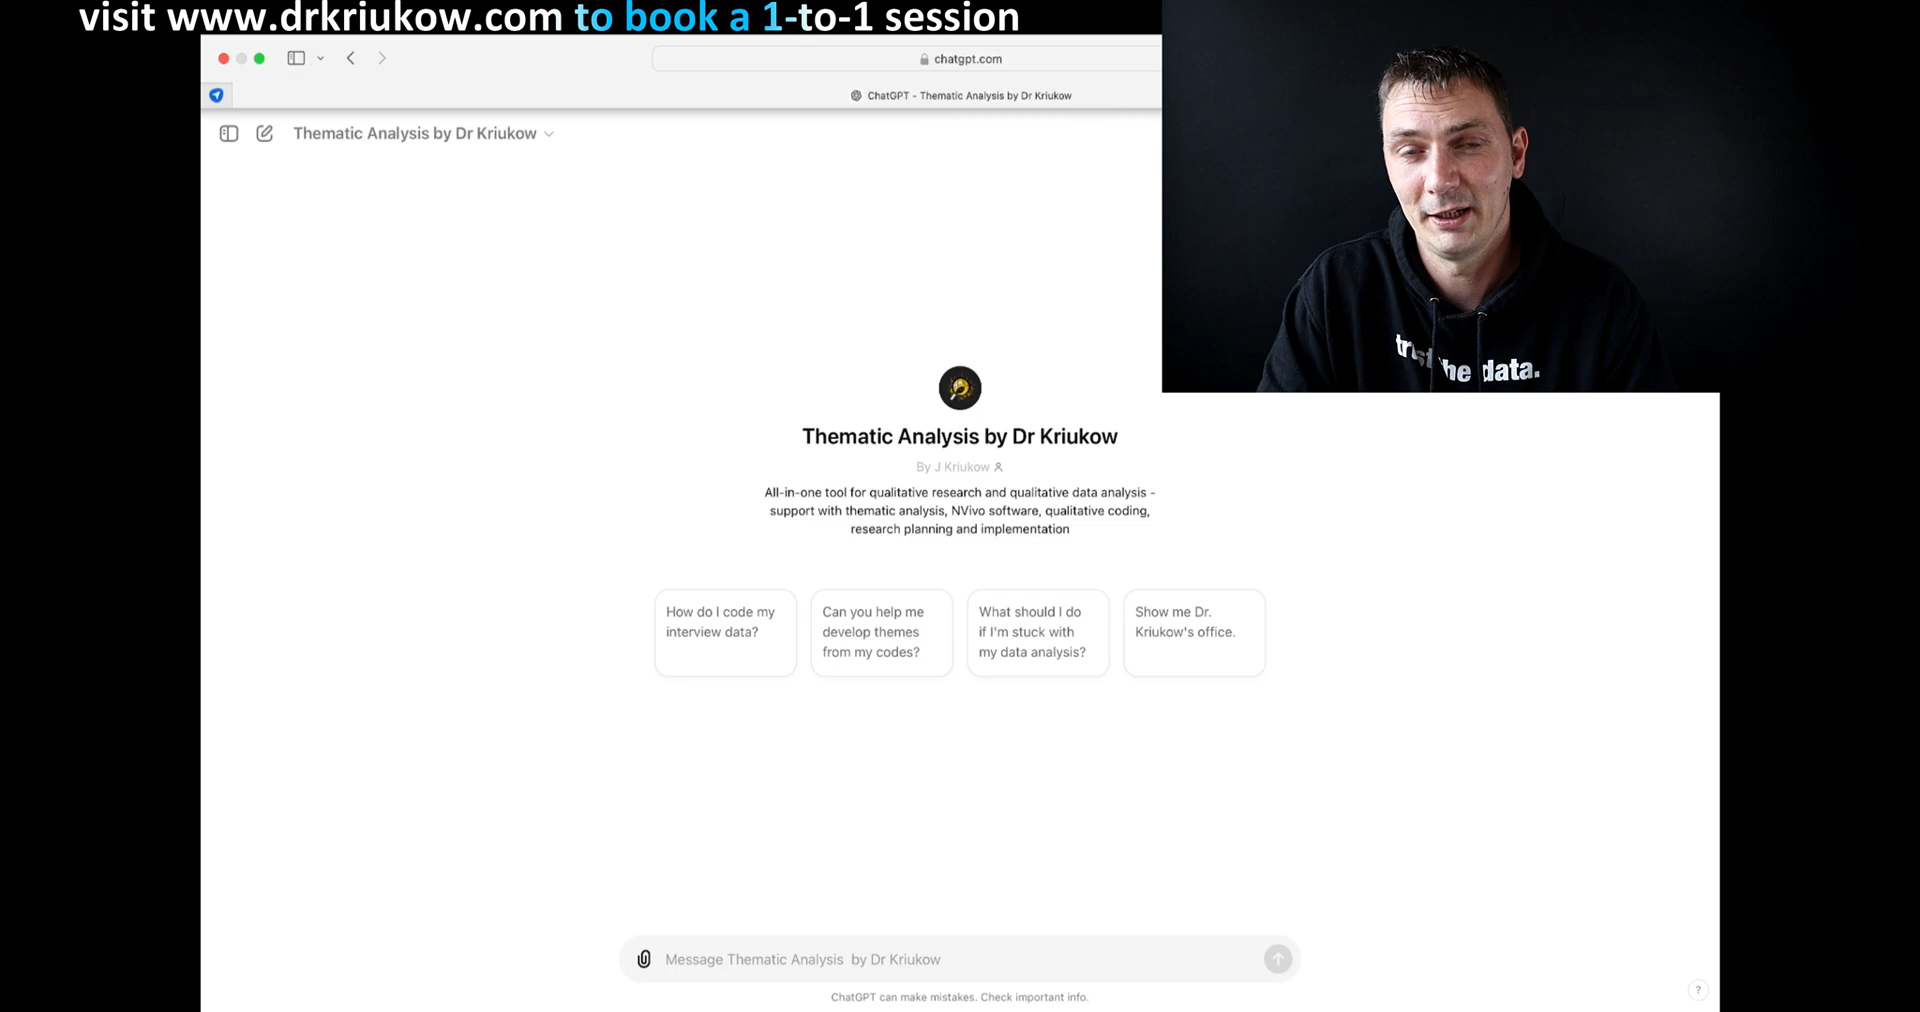 visit www.drkriukow.com to book a 1-to-1 session
chatgpt.com
ChatGPT - Thematic Analysis by Dr Kriukow
Thematic Analysis by Dr Kriukow
trust the data.
Thematic Analysis by Dr Kriukow
By J Kriukow
All-in-one tool for qualitative research and qualitative data analysis -
support with thematic analysis, NVivo software, qualitative coding,
research planning and implementation
How do I code my
interview data?
Can you help me
develop themes
from my codes?
What should I do
if I'm stuck with
my data analysis?
Show me Dr.
Kriukow's office.
Message Thematic Analysis by Dr Kriukow
ChatGPT can make mistakes. Check important info.
?